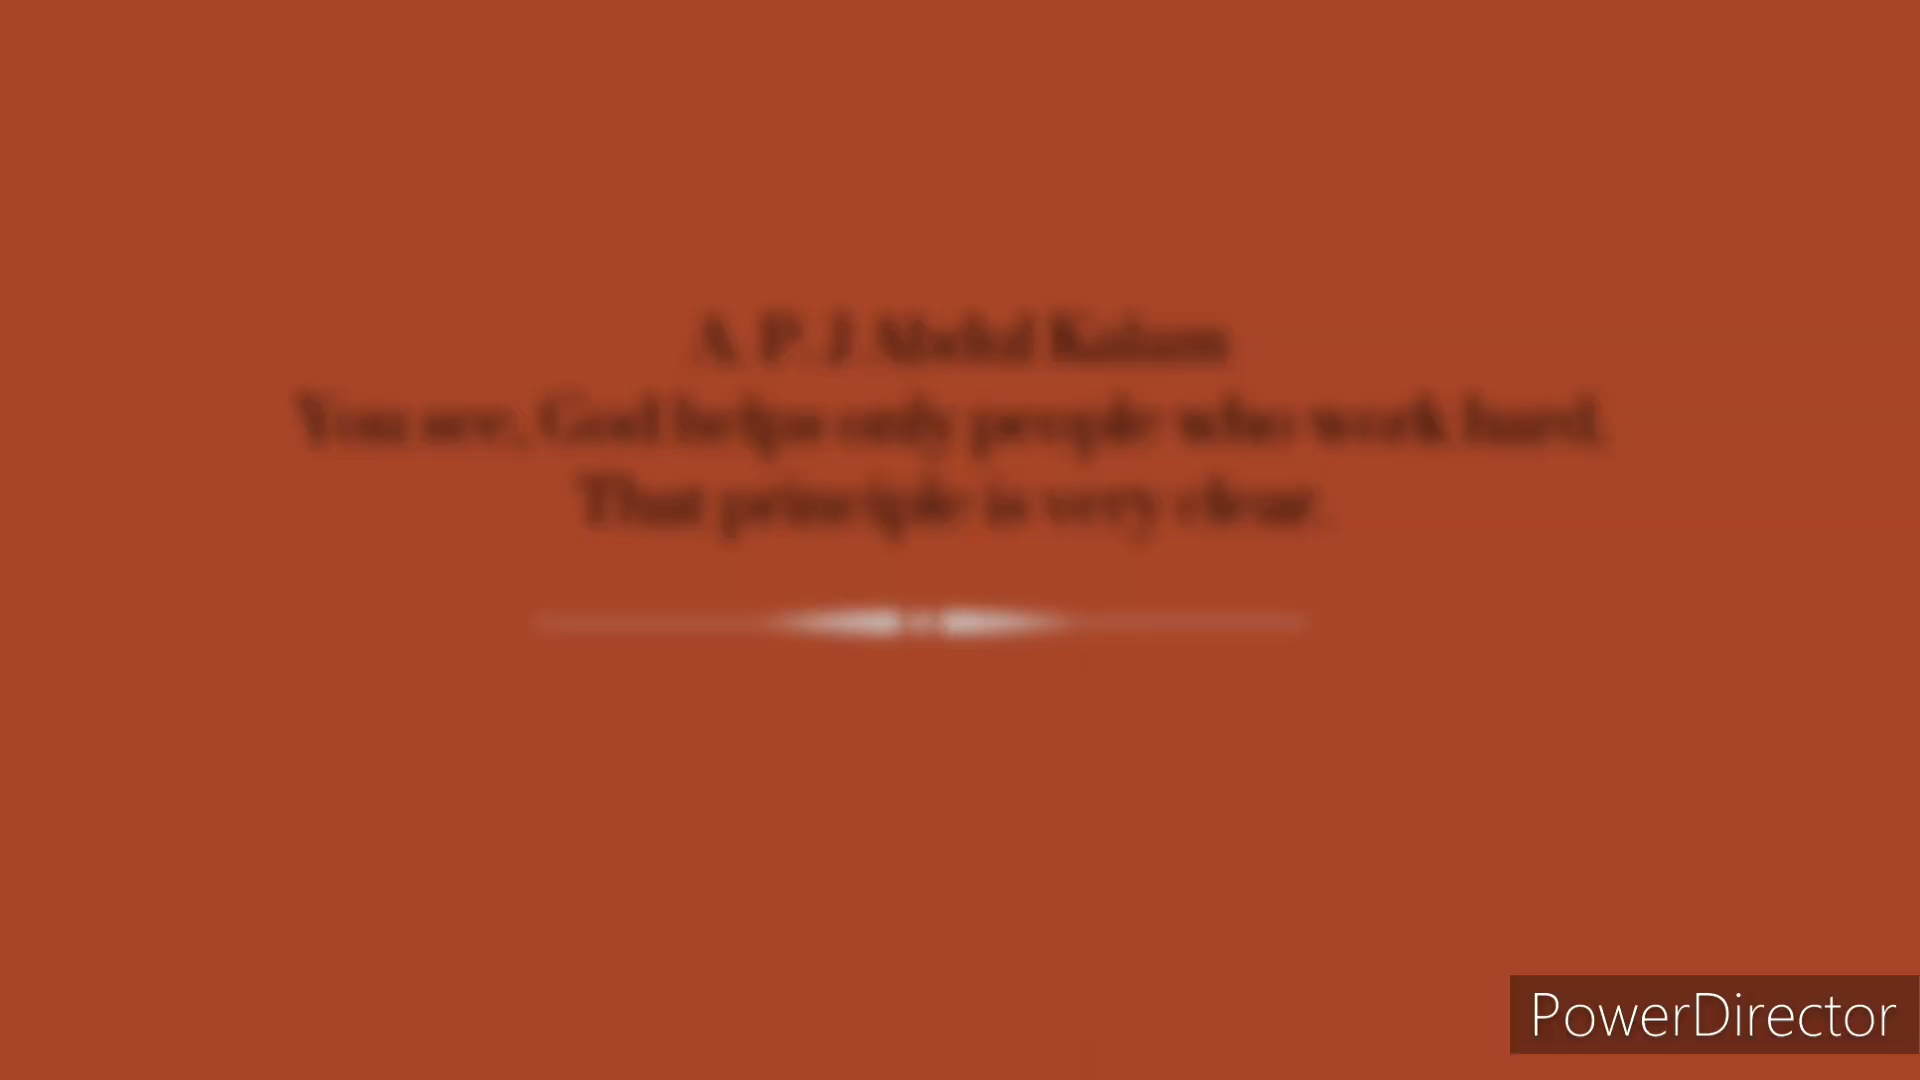 A. P. J Abdul Kalam
You see, God helps only people who work hard.
That principle is very clear.
PowerDirector